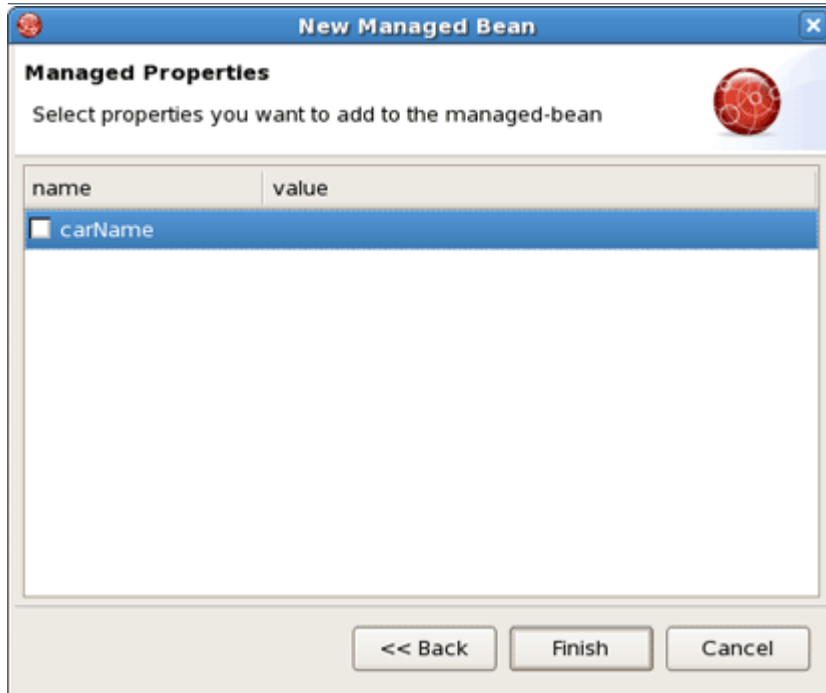 New Managed Bean
Managed Properties
Select properties you want to add to the managed-bean
name value
carName
<< Back Finish Cancel